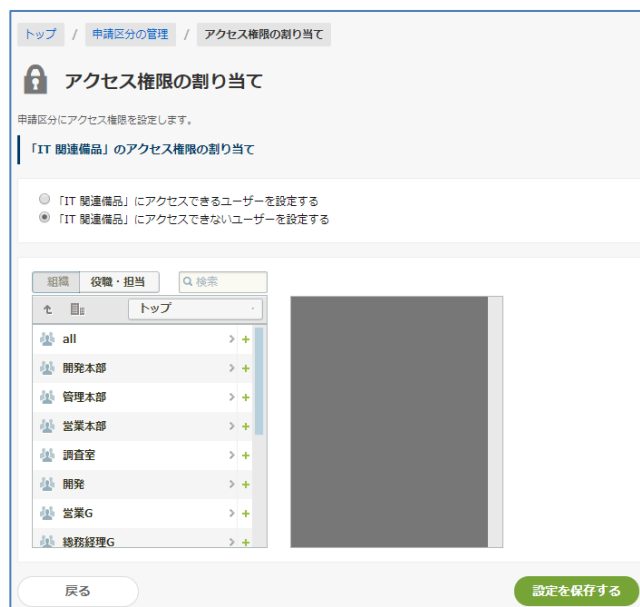 トップ / 申請区分の管理 / アクセス権限の割り当て
アクセス権限の割り当て
申請区分にアクセス権限を設定します。
「IT 関連備品」のアクセス権限の割り当て
「IT 関連備品」にアクセスできるユーザーを設定する
「IT 関連備品」にアクセスできないユーザーを設定する
組織 役職・担当 検索
トップ
all
開発本部
管理本部
営業本部
調査室
開発
営業G
総務経理G
戻る 設定を保存する